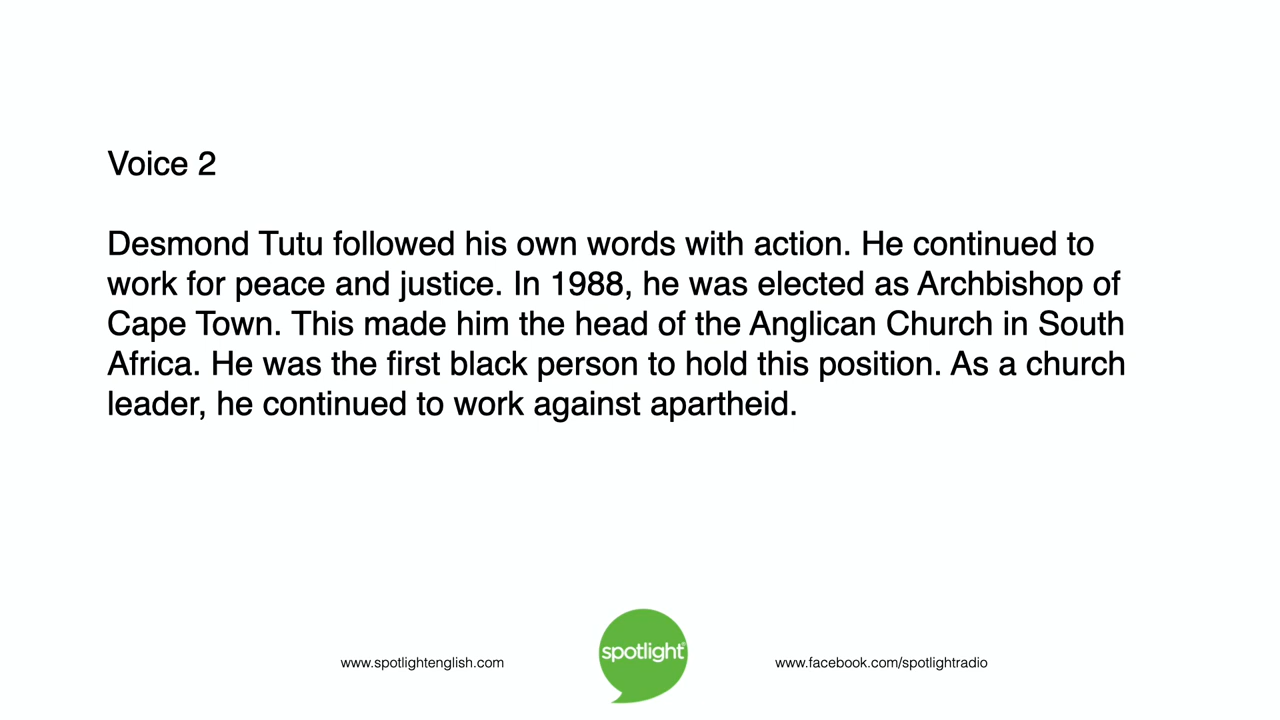 Voice 2
Desmond Tutu followed his own words with action. He continued to
work for peace and justice. In 1988, he was elected as Archbishop of
Cape Town. This made him the head of the Anglican Church in South
Africa. He was the first black person to hold this position. As a church
leader, he continued to work against apartheid.
www.spotlightenglish.com
spotlight
www.facebook.com/spotlightradio